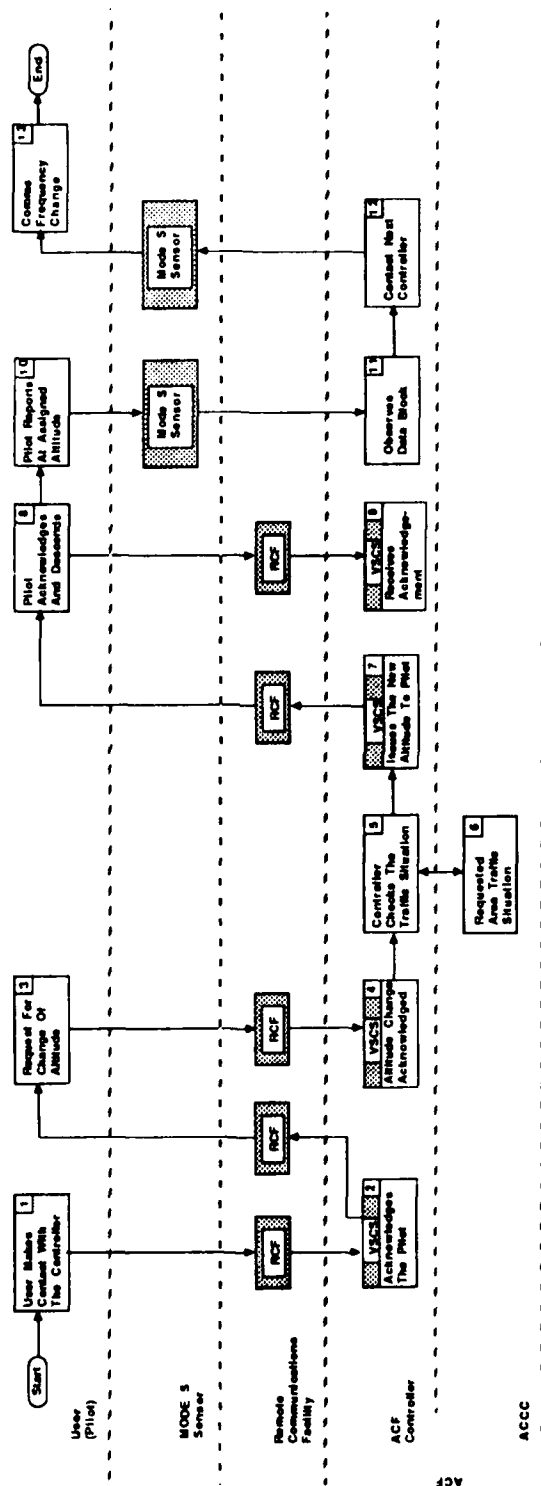 Start
1
User Makes
Contact With
The Controller
3
Request For
Change Of
Altitude
8
Pilot
Acknowledges
And Descends
10
Pilot Reports
At Assigned
Altitude
13
Comms
Frequency
Change
End
User
(Pilot)
MODE S
Sensor
Mode S
Sensor
Mode S
Sensor
Remote
Communications
Facility
RCF
RCF
RCF
RCF
RCF
ACF
Controller
VSCS 2
Acknowledges
The Pilot
VSCS 4
Altitude Change
Acknowledged
5
Controller
Checks The
Traffic Situation
VSCS 7
Issues The New
Altitude To Pilot
VSCS
Receives
Acknowledge-
ment
11
Observes
Data Block
12
Contact Next
Controller
ACF
ACCC
6
Requested
Area Traffic
Situation